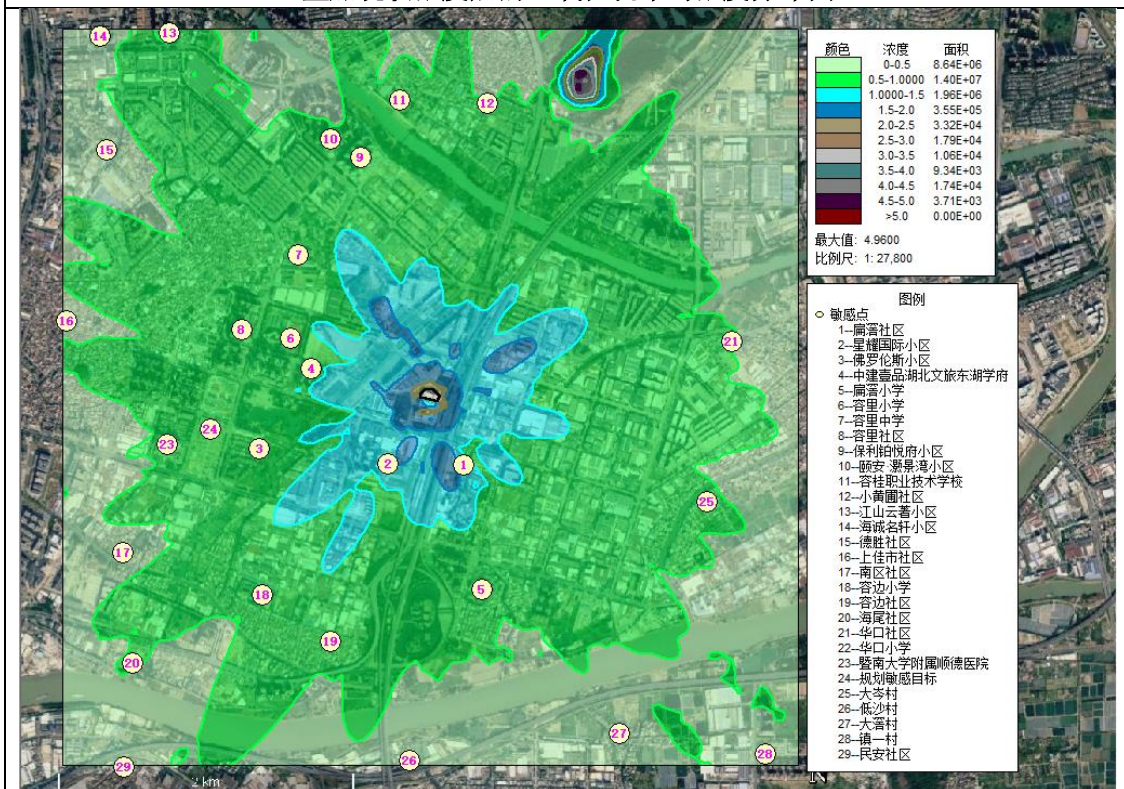 14
13
11
12
10
9
15
7
16
8
6
21
4
24
23
3
2
1
25
17
5
18
19
20
27
28
26
29
2 km
N
颜色 浓度 面积
0-0.5 8.64E+06
0.5-1.0000 1.40E+07
1.0000-1.5 1.96E+06
1.5-2.0 3.55E+05
2.0-2.5 3.32E+04
2.5-3.0 1.79E+04
3.0-3.5 1.06E+04
3.5-4.0 9.34E+03
4.0-4.5 1.74E+04
4.5-5.0 3.71E+03
>5.0 0.00E+00
最大值: 4.9600
比例尺: 1: 27,800
图例
敏感点
1--扁滘社区
2--星耀国际小区
3--佛罗伦斯小区
4--中建壹品湖北文旅东湖学府
5--扁滘小学
6--容里小学
7--容里中学
8--容里社区
9--保利铂悦府小区
10--颐安·灏景湾小区
11--容桂职业技术学校
12--小黄圃社区
13--江山云著小区
14--海诚名轩小区
15--德胜社区
16--上佳市社区
17--南区社区
18--容边小学
19--容边社区
20--海尾社区
21--华口社区
22--华口小学
23--暨南大学附属顺德医院
24--规划敏感目标
25--大岑村
26--低沙村
27--大滘村
28--镇一村
29--民安社区